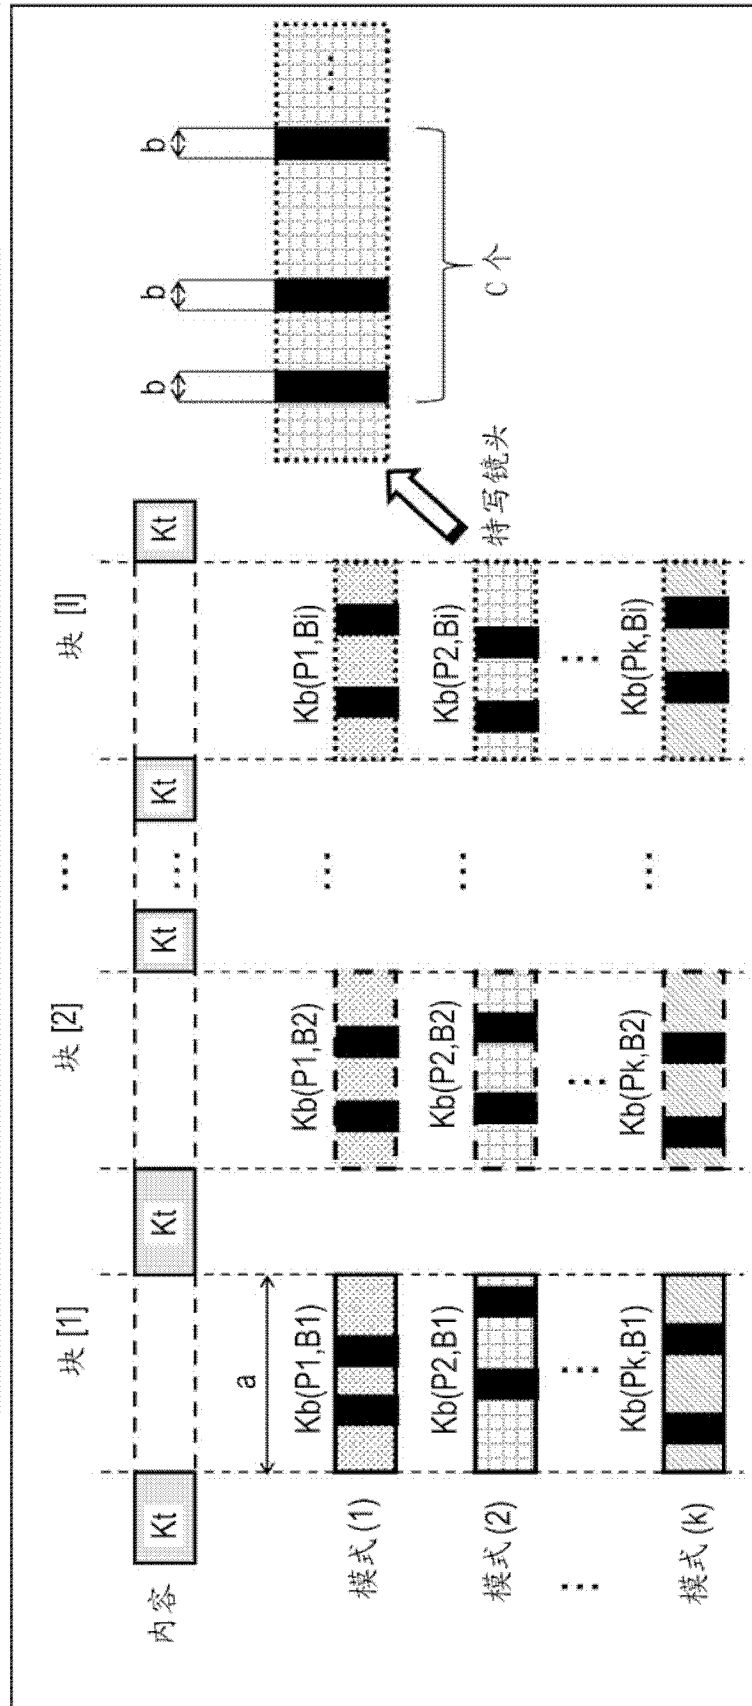 块 [1] 块 [2] ... 块 [I]
内容 Kt Kt Kt ... Kt Kt
a
Kb(P1,B1) Kb(P1,B2) Kb(P1,Bi)
模式 (1) ...
Kb(P2,B1) Kb(P2,B2) Kb(P2,Bi)
模式 (2) ...
... ... ...
Kb(Pk,B1) Kb(Pk,B2) Kb(Pk,Bi)
模式 (k) ...
特写镜头
b b b
...
C 个